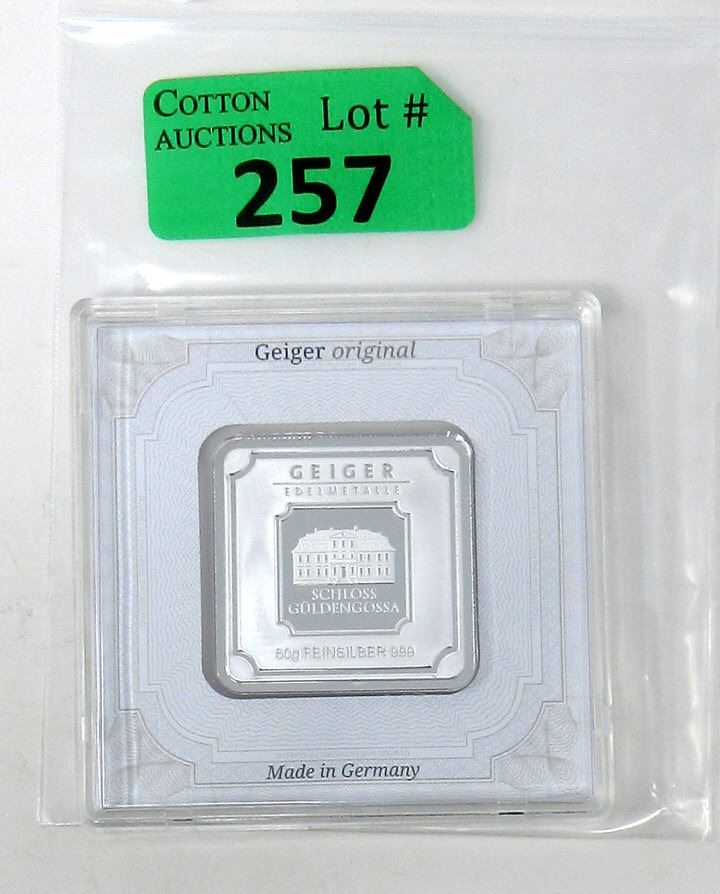 COTTON
AUCTIONS
Lot #
257
Geiger original
GEIGER
EDELMETALLE
SCHLOSS
GÜLDENGOSSA
50g FEINSILBER 999
Made in Germany